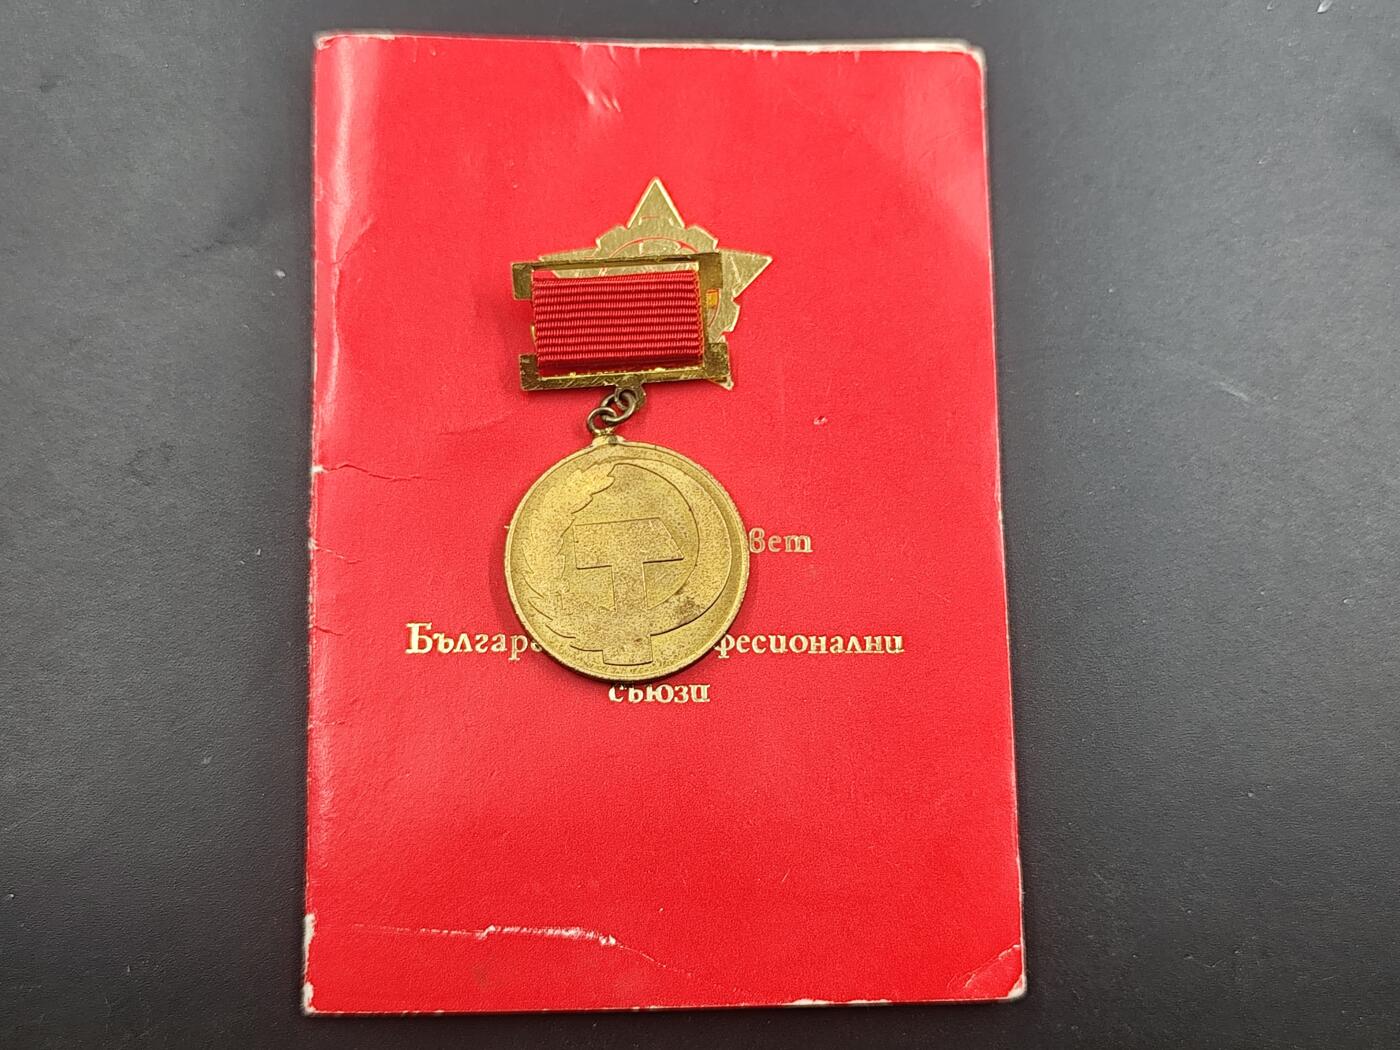 вет
Българ фесионални
съюзи